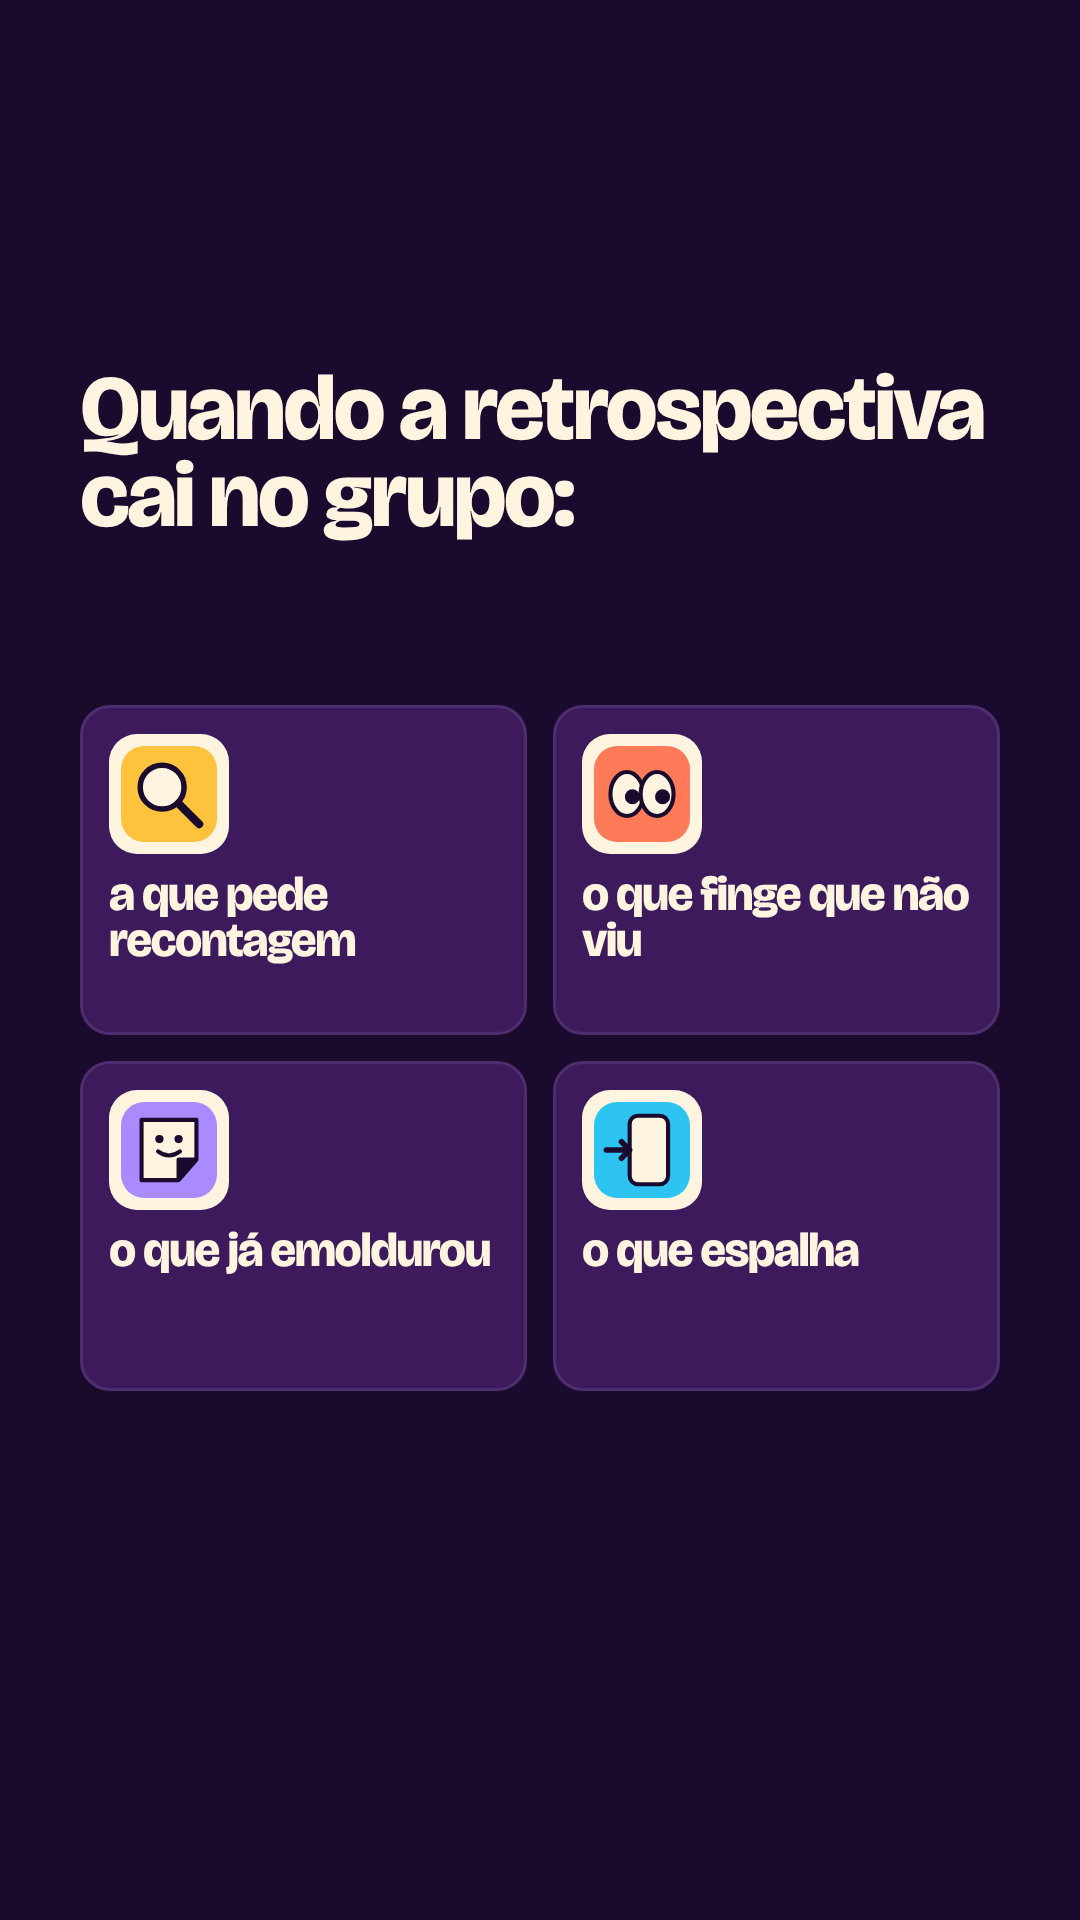 Quando a retrospectiva
cai no grupo:
a que pede
recontagem
o que finge que não
viu
o que já emoldurou
o que espalha